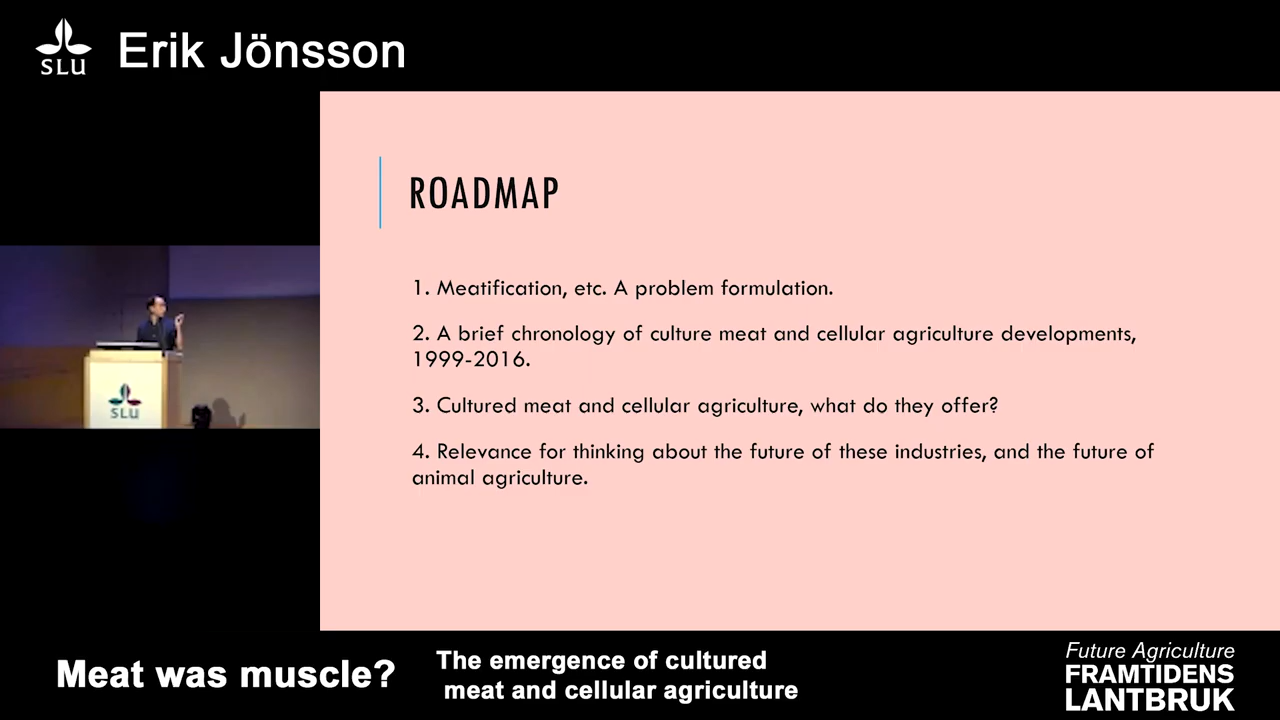 SLU
Erik Jönsson
ROADMAP
1. Meatification, etc. A problem formulation.
2. A brief chronology of culture meat and cellular agriculture developments,
1999-2016.
3. Cultured meat and cellular agriculture, what do they offer?
4. Relevance for thinking about the future of these industries, and the future of
animal agriculture.
SLU
Meat was muscle?
The emergence of cultured
meat and cellular agriculture
Future Agriculture
FRAMTIDENS
LANTBRUK